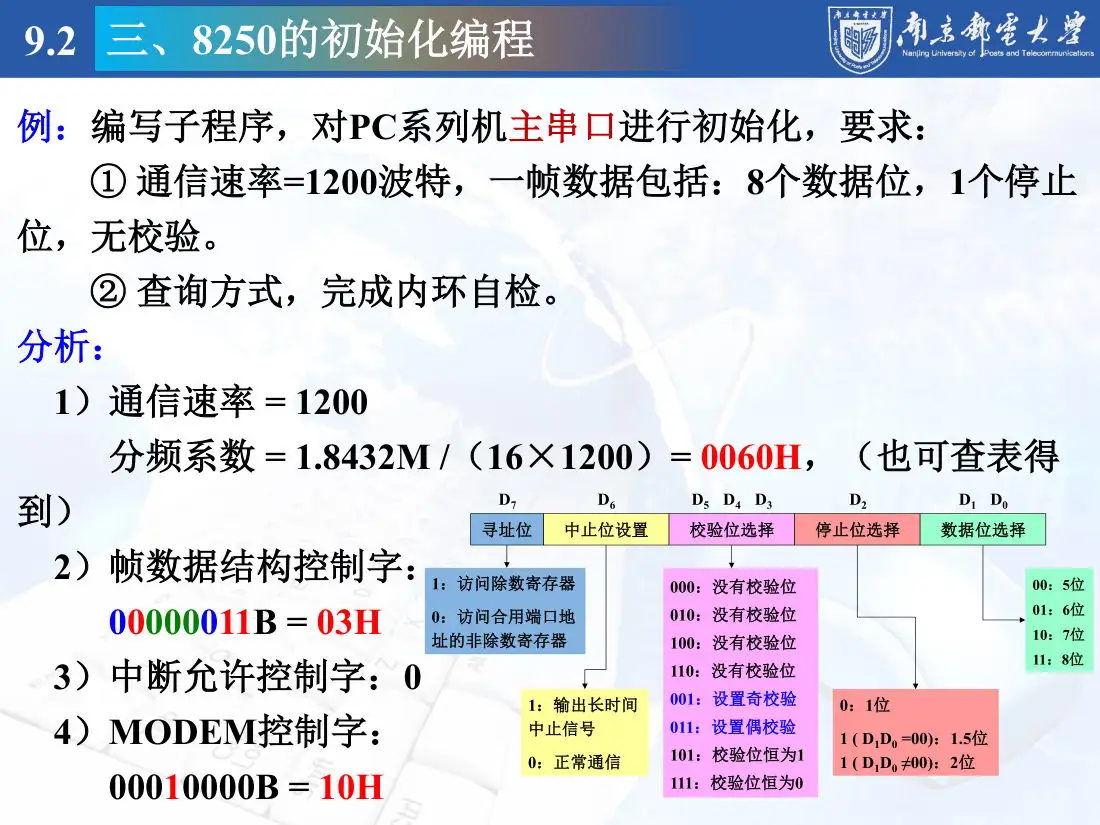 9.2 三、8250的初始化编程
南京邮电大学
Nanjing University of Posts and Telecommunications
例：编写子程序，对PC系列机主串口进行初始化，要求：
① 通信速率=1200波特，一帧数据包括：8个数据位，1个停止
位，无校验。
② 查询方式，完成内环自检。
分析：
1）通信速率 = 1200
分频系数 = 1.8432M /（16×1200）= 0060H，（也可查表得
到）
2）帧数据结构控制字：
00000011B = 03H
3）中断允许控制字：0
4）MODEM控制字：
00010000B = 10H
D7 D6 D5 D4 D3 D2 D1 D0
寻址位 中止位设置 校验位选择 停止位选择 数据位选择
1：访问除数寄存器
0：访问合用端口地
址的非除数寄存器
1：输出长时间
中止信号
0：正常通信
000：没有校验位
010：没有校验位
100：没有校验位
110：没有校验位
001：设置奇校验
011：设置偶校验
101：校验位恒为1
111：校验位恒为0
0：1位
1 ( D1D0 =00)：1.5位
1 ( D1D0 ≠00)：2位
00：5位
01：6位
10：7位
11：8位